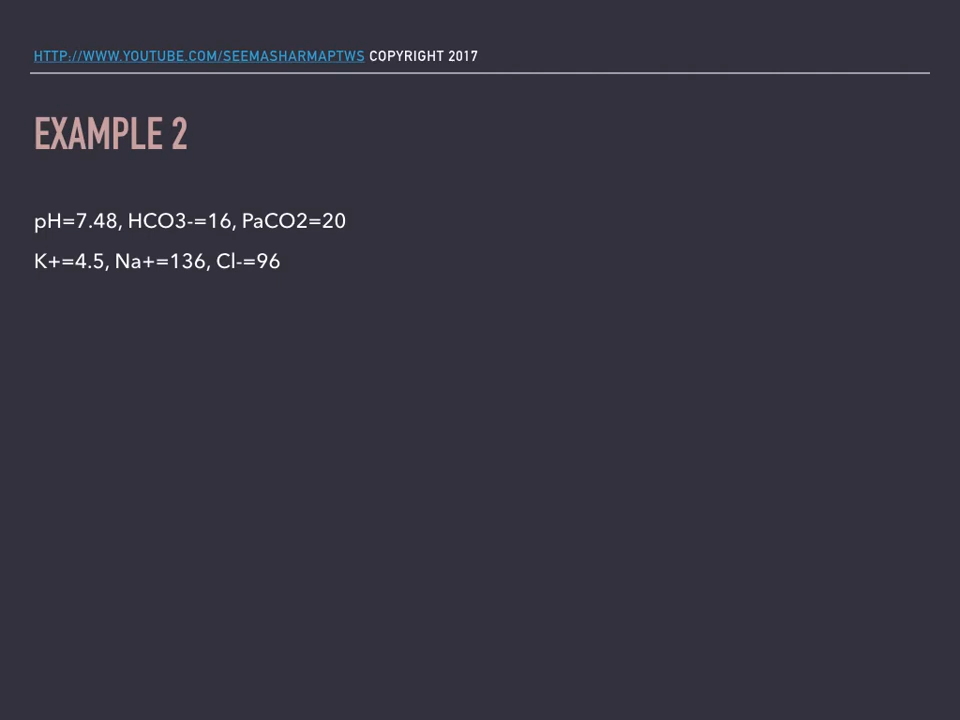 HTTP://WWW.YOUTUBE.COM/SEEMASHARMAPTWS COPYRIGHT 2017
EXAMPLE 2
pH=7.48, HCO3-=16, PaCO2=20
K+=4.5, Na+=136, Cl-=96